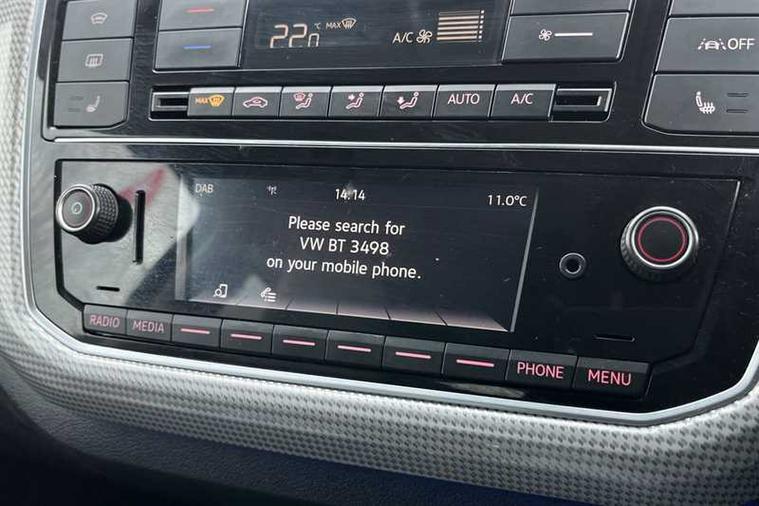 22.0 °C MAX
A/C
OFF
MAX
AUTO
A/C
DAB 14:14 11.0°C
Please search for
VW BT 3498
on your mobile phone.
RADIO MEDIA
PHONE MENU